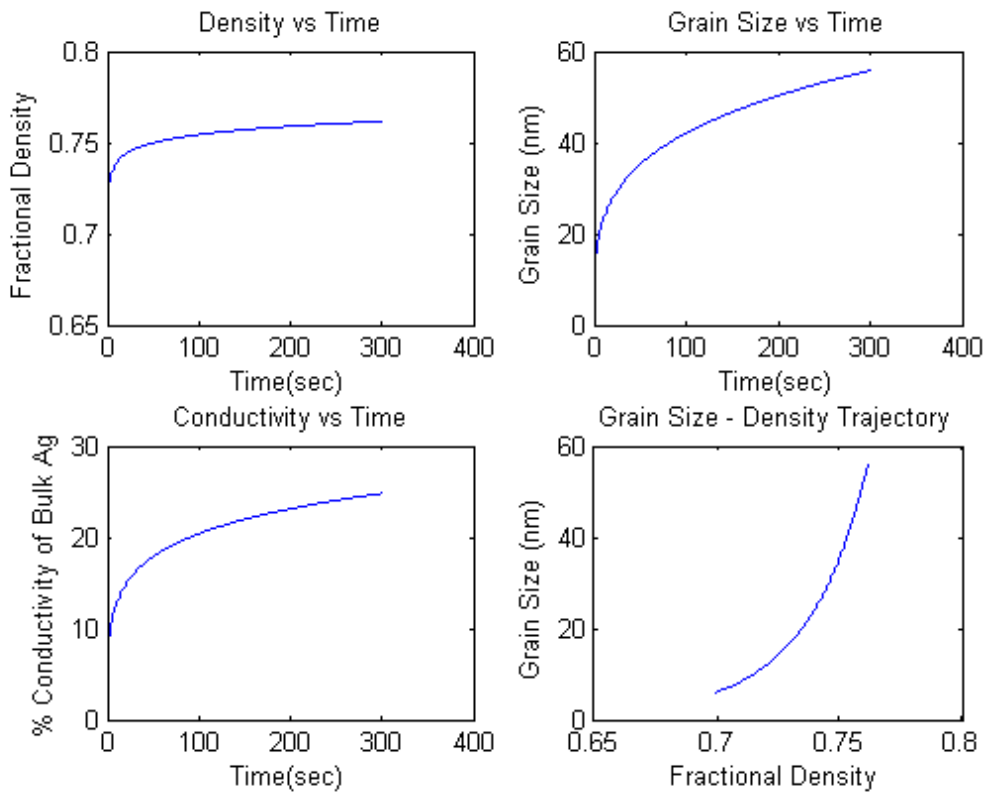 Density vs Time
0.8
0.75
0.7
0.65
Fractional Density
0 100 200 300 400
Time(sec)
Grain Size vs Time
60
40
20
0
Grain Size (nm)
0 100 200 300 400
Time(sec)
Conductivity vs Time
30
20
10
0
% Conductivity of Bulk Ag
0 100 200 300 400
Time(sec)
Grain Size - Density Trajectory
60
40
20
0
Grain Size (nm)
0.65 0.7 0.75 0.8
Fractional Density